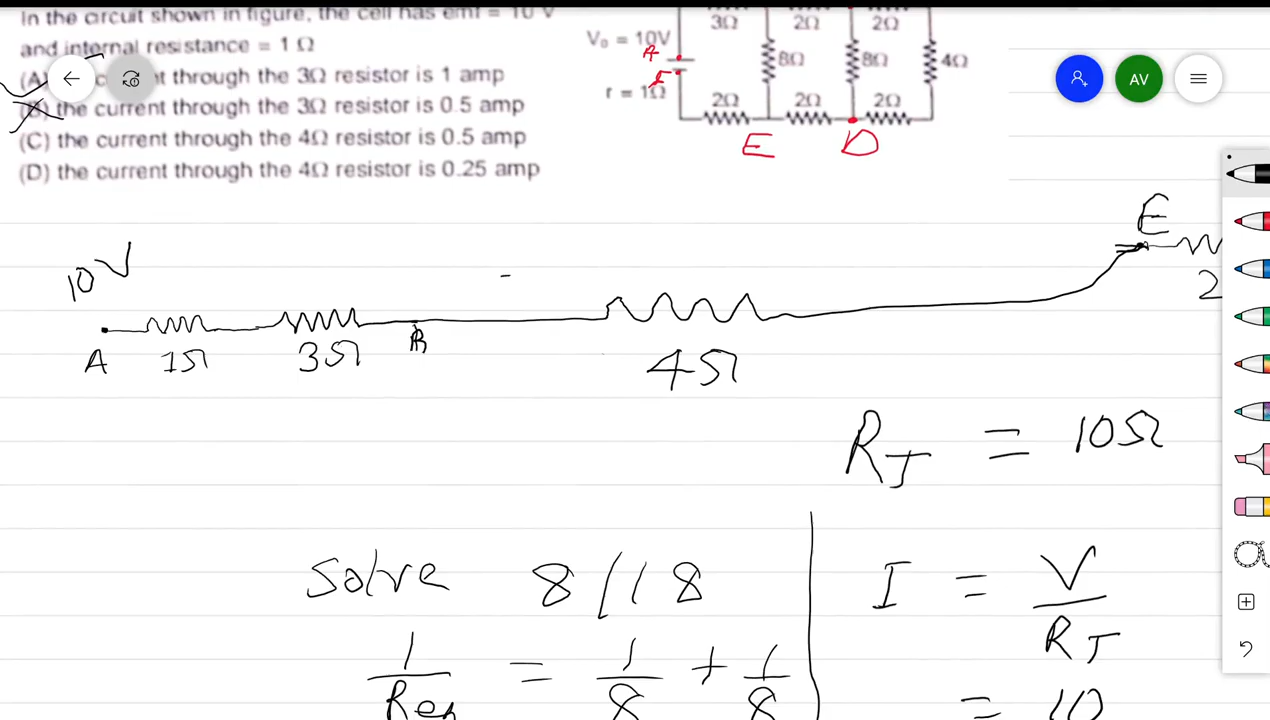 In the circuit shown in figure, the cell has emf = 10 V
and internal resistance = 1 Ω
(A) t through the 3Ω resistor is 1 amp
(B) the current through the 3Ω resistor is 0.5 amp
(C) the current through the 4Ω resistor is 0.5 amp
(D) the current through the 4Ω resistor is 0.25 amp
3Ω 2Ω 2Ω
V₀ = 10V
A
8Ω 8Ω 4Ω
F
r = 1Ω
2Ω 2Ω 2Ω
E D
AV
10V
E
A 1Ω 3Ω B
4Ω
2
R_T = 10Ω
Solve 8 || 8
I = V / R_T
1 / Req = 1 / 8 + 1 / 8
= 10